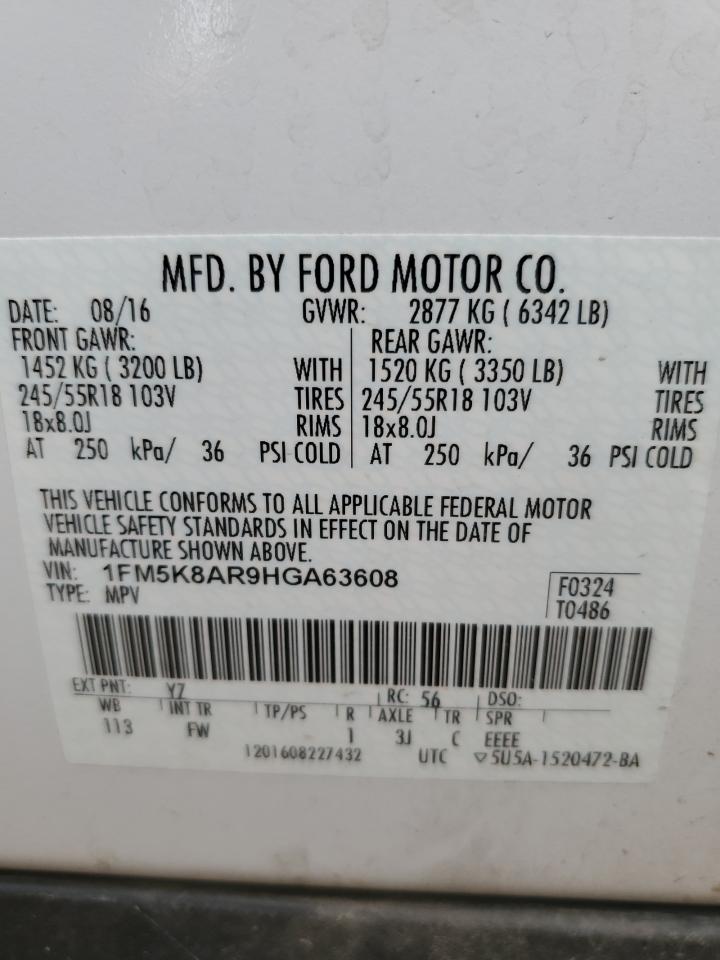 MFD. BY FORD MOTOR CO.
DATE: 08/16 GVWR: 2877 KG ( 6342 LB)
FRONT GAWR: REAR GAWR:
1452 KG ( 3200 LB) WITH 1520 KG ( 3350 LB) WITH
245/55R18 103V TIRES 245/55R18 103V TIRES
18x8.0J RIMS 18x8.0J RIMS
AT 250 kPa/ 36 PSI COLD AT 250 kPa/ 36 PSI COLD
THIS VEHICLE CONFORMS TO ALL APPLICABLE FEDERAL MOTOR
VEHICLE SAFETY STANDARDS IN EFFECT ON THE DATE OF
MANUFACTURE SHOWN ABOVE.
VIN: 1FM5K8AR9HGA63608
TYPE: MPV
F0324
T0486
EXT PNT: Y7 RC: 56 DSO:
WB INT TR TP/PS R AXLE TR SPR
113 FW 1 3J C EEEE
1201608227432 UTC ▽5U5A-1520472-BA